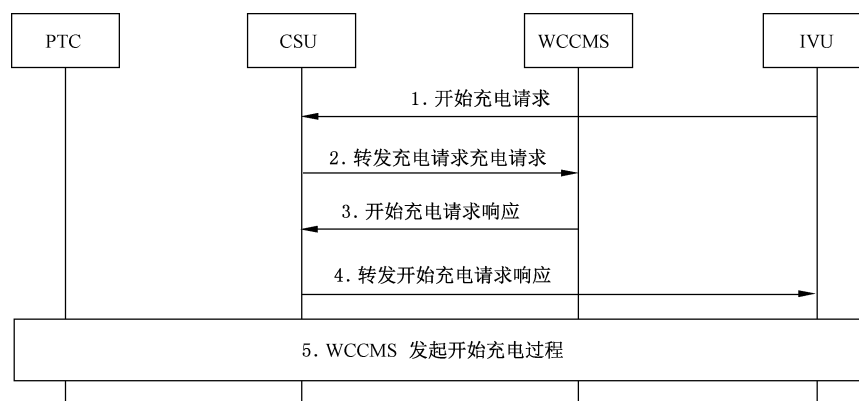 PTC
CSU
WCCMS
IVU
1. 开始充电请求
2. 转发充电请求充电请求
3. 开始充电请求响应
4. 转发开始充电请求响应
5. WCCMS 发起开始充电过程